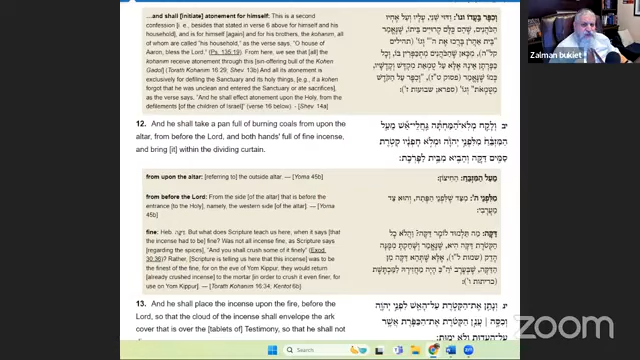 ...and shall [initiate] atonement for himself: This is a second
confession [i.e., besides that stated in verse 6 above for himself and his
household], and is for himself [again] and for his brothers, the kohanim, all
of whom are called "his household," as the verse says, "O house of
Aaron, bless the Lord." (Ps. 135:19). From here, we see that [all] the
kohanim receive atonement through this [sin-offering bull of the Kohen
Gadol] (Torath Kohanim 16:29; Shev. 13b) And all its atonement is
exclusively for defiling the Sanctuary and its holy things, [e.g., if a kohen
forgot that he was unclean and entered the Sanctuary or ate sacrifices], as
the verse says, "And he shall effect atonement upon the Holy, from the
defilements [of the children of Israel]" (verse 16 below). - [Shev. 14a]
12. And he shall take a pan full of burning coals from upon the
altar, from before the Lord, and both hands' full of fine incense,
and bring [it] within the dividing curtain.
יב וְלָקַח מְלֹא־הַמַּחְתָּה גַּחֲלֵי־אֵשׁ מֵעַל
הַמִּזְבֵּחַ מִלִּפְנֵי יְהוָה וּמְלֹא חָפְנָיו קְטֹרֶת
סַמִּים דַּקָּה וְהֵבִיא מִבֵּית לַפָּרֹכֶת:
from upon the altar: [referring to] the outside altar. — [Yoma 45b]
from before the Lord: From the side [of the altar] that is before the
entrance [to the Holy], namely, the western side [of the altar]. - [Yoma
45b]
fine: Heb. דַּקָּה. But what does Scripture teach us here, when it says [that
the incense had to be] fine? Was not all incense fine, as Scripture says
[regarding the spices], "And you shall crush some of it finely" (Exod.
30:36)? Rather, [Scripture is telling us here that this incense] was to be
the finest of the fine, for on the eve of Yom Kippur, they would return
[already crushed incense] to the mortar [in order to crush it even finer, for
use on Yom Kippur]. — [Torath Kohanim 16:34; Keritot 6b]
מֵעַל הַמִּזְבֵּחַ: הַחִיצוֹן:
מִלִּפְנֵי ה': מִצַּד שֶׁלִּפְנֵי הַפֶּתַח, וְהוּא צַד
מַעֲרָבִי:
13. And he shall place the incense upon the fire, before the
Lord, so that the cloud of the incense shall envelope the ark
cover that is over the [tablets of] Testimony, so that he shall not
יג וְנָתַן אֶת־הַקְּטֹרֶת עַל־הָאֵשׁ לִפְנֵי יְהוָה
וְכִסָּה | עֲנַן הַקְּטֹרֶת אֶת־הַכַּפֹּרֶת אֲשֶׁר
עַל־הָעֵדוּת וְלֹא יָמוּת:
Zalman bukiet
Search
zoom